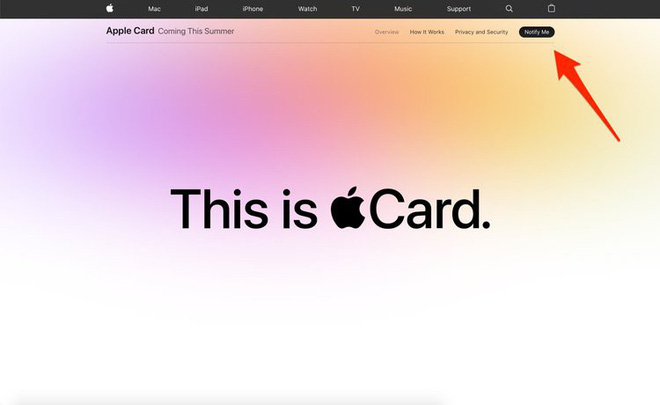 Mac iPad iPhone Watch TV Music Support
Apple Card Coming This Summer Overview How It Works Privacy and Security Notify Me
This is Card.